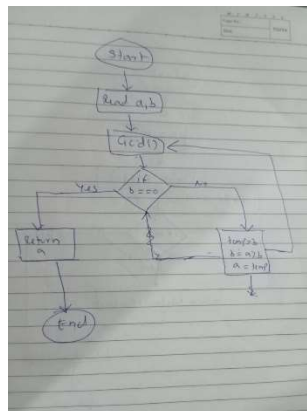 Start
Read a,b
Gcd()
if
b==0
Yes
No
Return
a
temp=b
b = a%b
a = temp
End